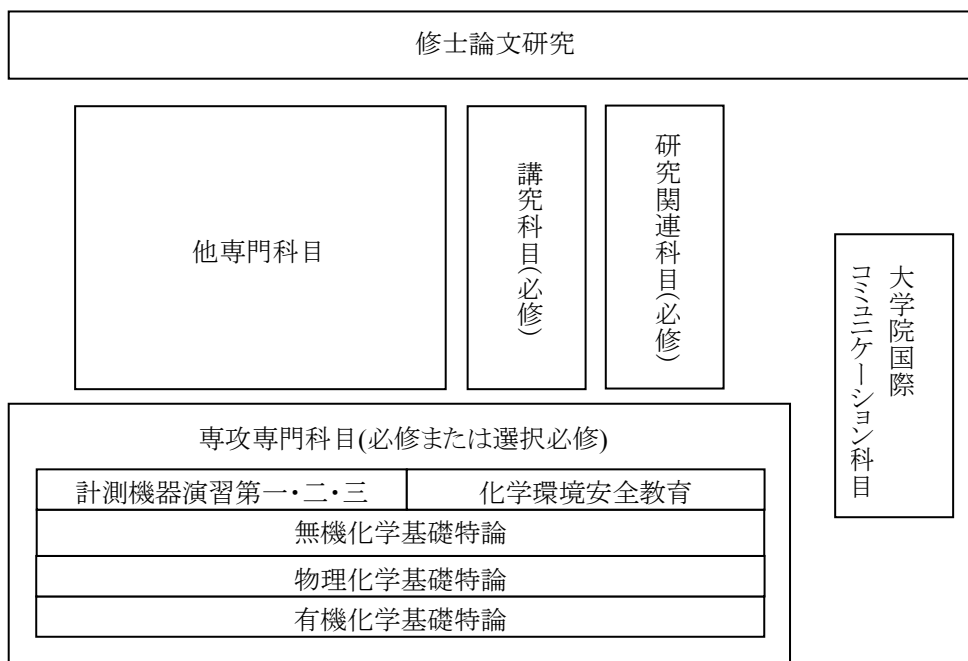 修士論文研究
他専門科目
講究科目(必修)
研究関連科目(必修)
大学院国際
コミュニケーション科目
専攻専門科目(必修または選択必修)
計測機器演習第一・二・三
化学環境安全教育
無機化学基礎特論
物理化学基礎特論
有機化学基礎特論